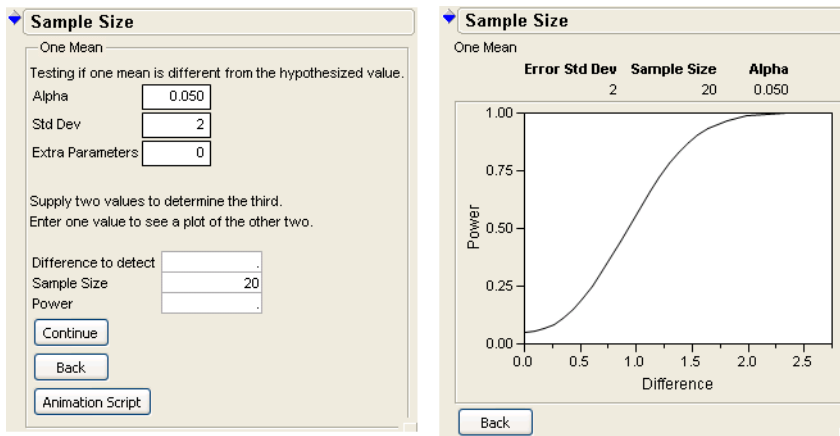 Sample Size
One Mean
Testing if one mean is different from the hypothesized value.
Alpha 0.050
Std Dev 2
Extra Parameters 0
Supply two values to determine the third.
Enter one value to see a plot of the other two.
Difference to detect .
Sample Size 20
Power .
Continue
Back
Animation Script
Sample Size
One Mean
Error Std Dev Sample Size Alpha
2 20 0.050
1.00
0.75
0.50
0.25
0.00
Power
0.0 0.5 1.0 1.5 2.0 2.5
Difference
Back